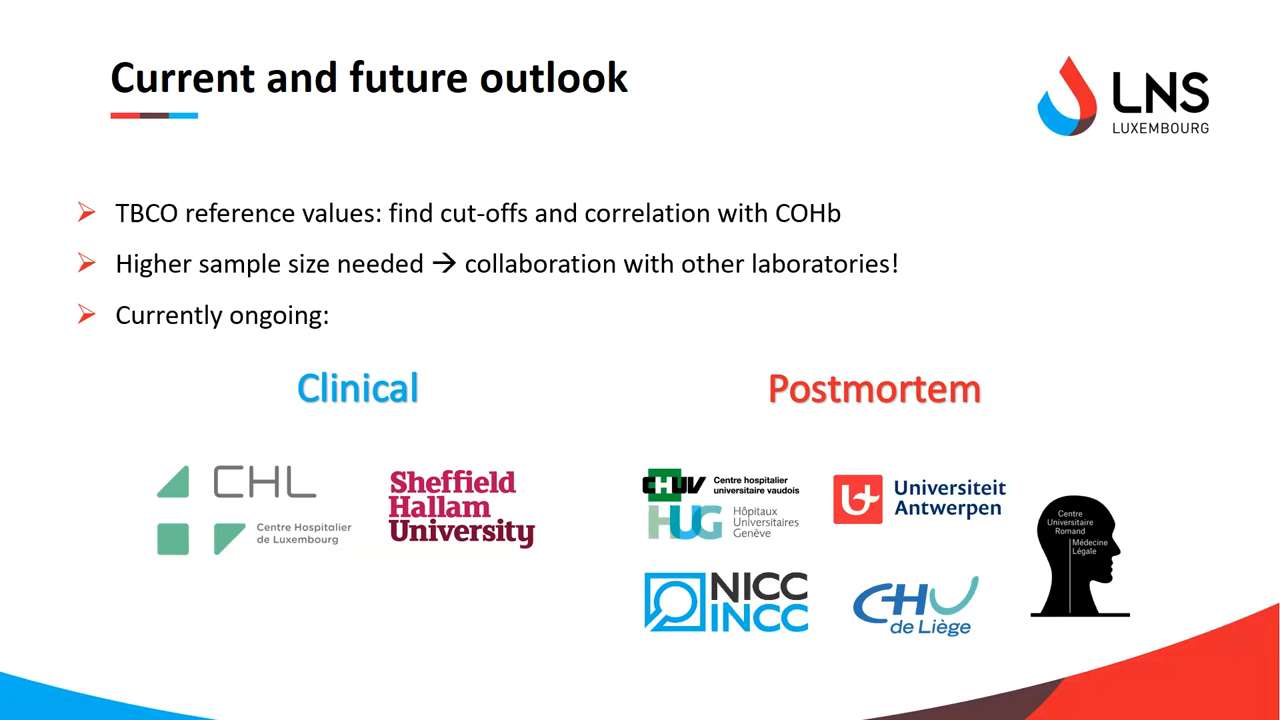 Current and future outlook
LNS
LUXEMBOURG
TBCO reference values: find cut-offs and correlation with COHb
Higher sample size needed → collaboration with other laboratories!
Currently ongoing:
Clinical
Postmortem
CHL
Centre Hospitalier
de Luxembourg
Sheffield
Hallam
University
CHUV
Centre hospitalier
universitaire vaudois
HUG
Hôpitaux
Universitaires
Genève
Universiteit
Antwerpen
Centre
Universitaire
Romand
Médecine
Légale
NICC
INCC
CHU
de Liège